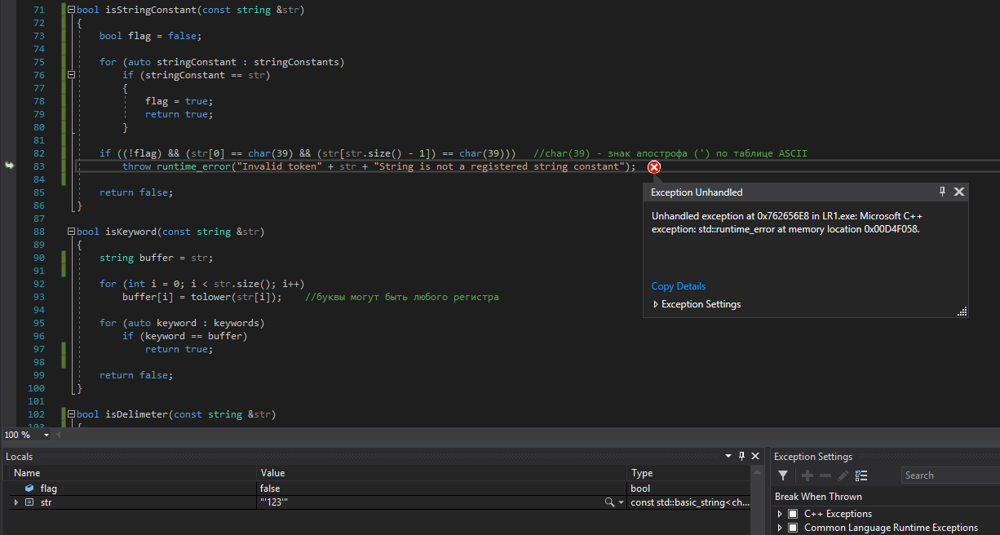 71 bool isStringConstant(const string &str)
72 {
73 bool flag = false;
74
75 for (auto stringConstant : stringConstants)
76 if (stringConstant == str)
77 {
78 flag = true;
79 return true;
80 }
81
82 if ((!flag) && (str[0] == char(39) && (str[str.size() - 1]) == char(39))) //char(39) - знак апострофа (') по таблице ASCII
83 throw runtime_error("Invalid token" + str + "String is not a registered string constant");
84
85 return false;
86 }
87
88 bool isKeyword(const string &str)
89 {
90 string buffer = str;
91
92 for (int i = 0; i < str.size(); i++)
93 buffer[i] = tolower(str[i]); //буквы могут быть любого регистра
94
95 for (auto keyword : keywords)
96 if (keyword == buffer)
97 return true;
98
99 return false;
100 }
101
102 bool isDelimeter(const string &str)
103 {
Exception Unhandled
Unhandled exception at 0x762656E8 in LR1.exe: Microsoft C++
exception: std::runtime_error at memory location 0x00D4F058.
Copy Details
Exception Settings
100 %
Locals
Name Value Type
flag false bool
str "'123'" const std::basic_string<ch...
Exception Settings
Search
Break When Thrown
C++ Exceptions
Common Language Runtime Exceptions